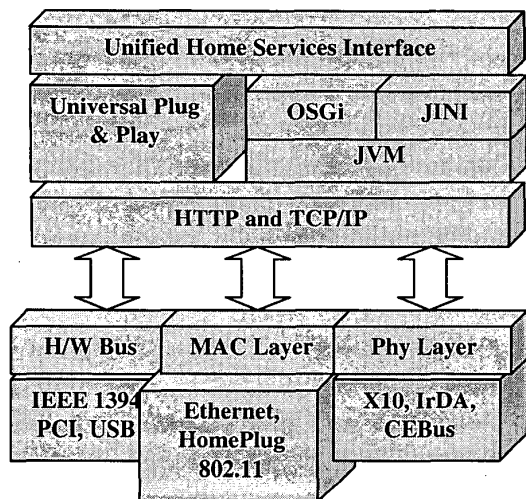 Unified Home Services Interface
Universal Plug
& Play
OSGi
JINI
JVM
HTTP and TCP/IP
H/W Bus
MAC Layer
Phy Layer
IEEE 1394
PCI, USB
Ethernet,
HomePlug
802.11
X10, IrDA,
CEBus